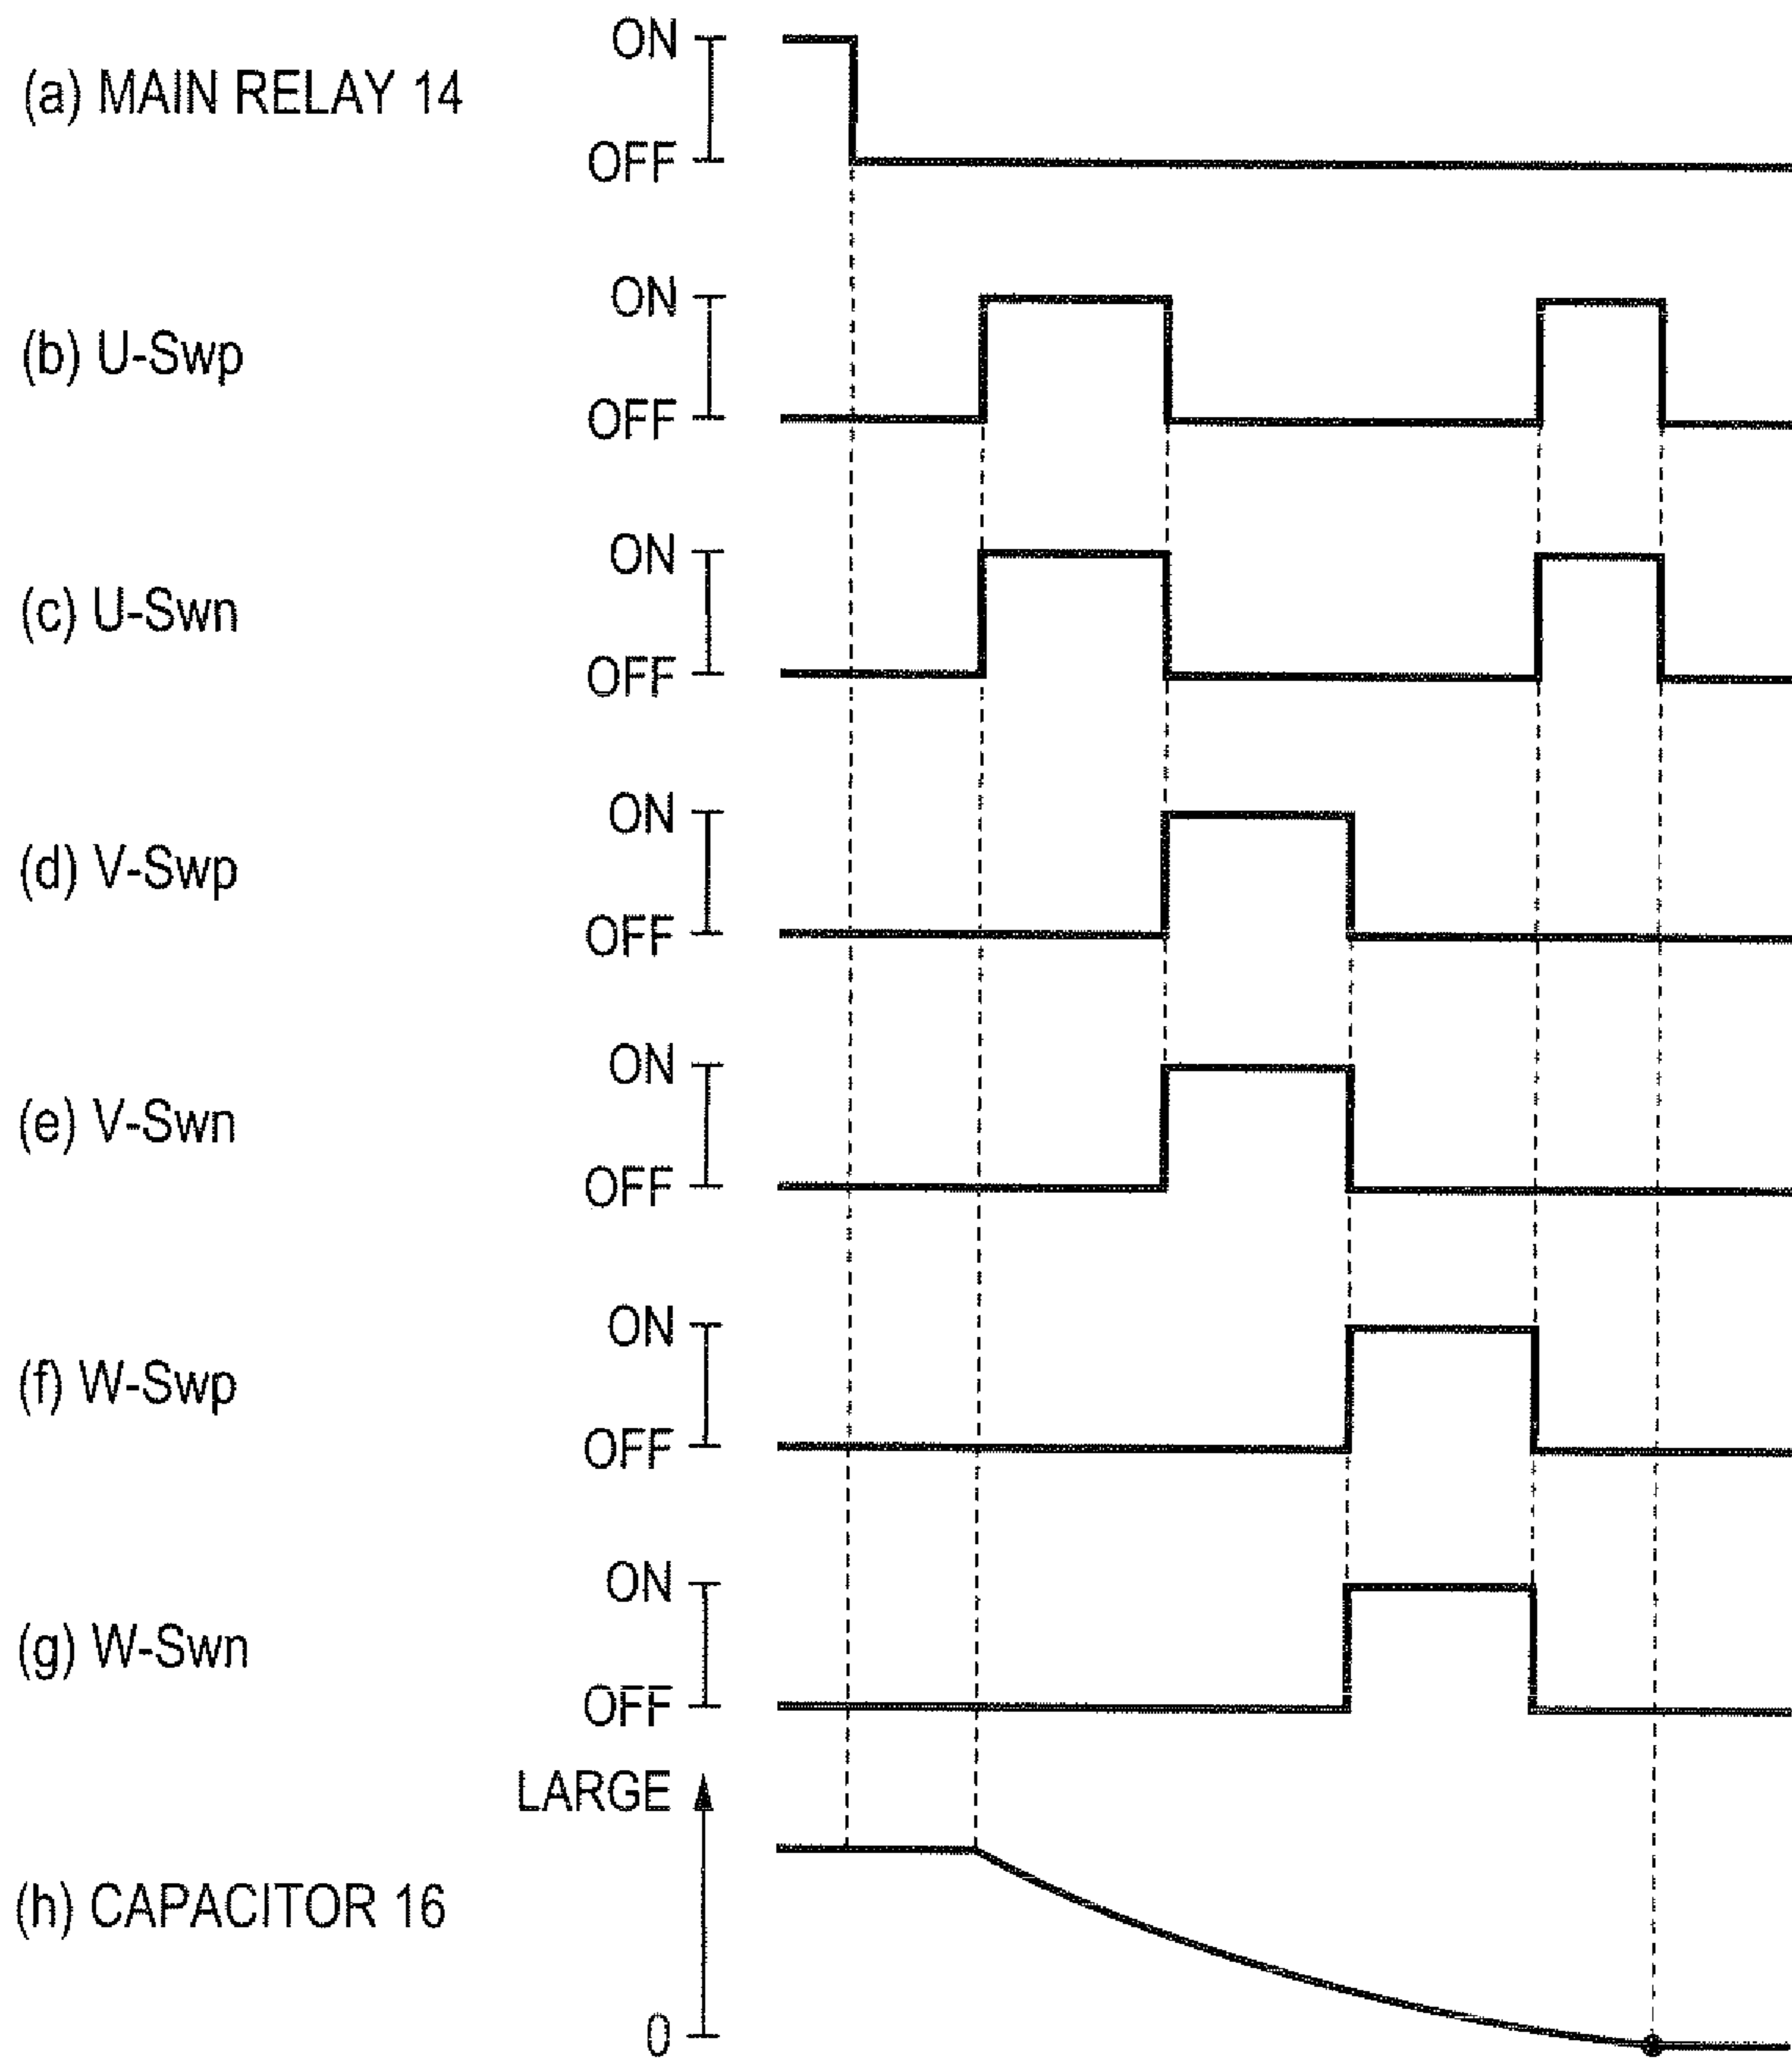 ON
(a) MAIN RELAY 14
OFF
ON
(b) U-Swp
OFF
ON
(c) U-Swn
OFF
ON
(d) V-Swp
OFF
ON
(e) V-Swn
OFF
ON
(f) W-Swp
OFF
ON
(g) W-Swn
OFF
LARGE
(h) CAPACITOR 16
0